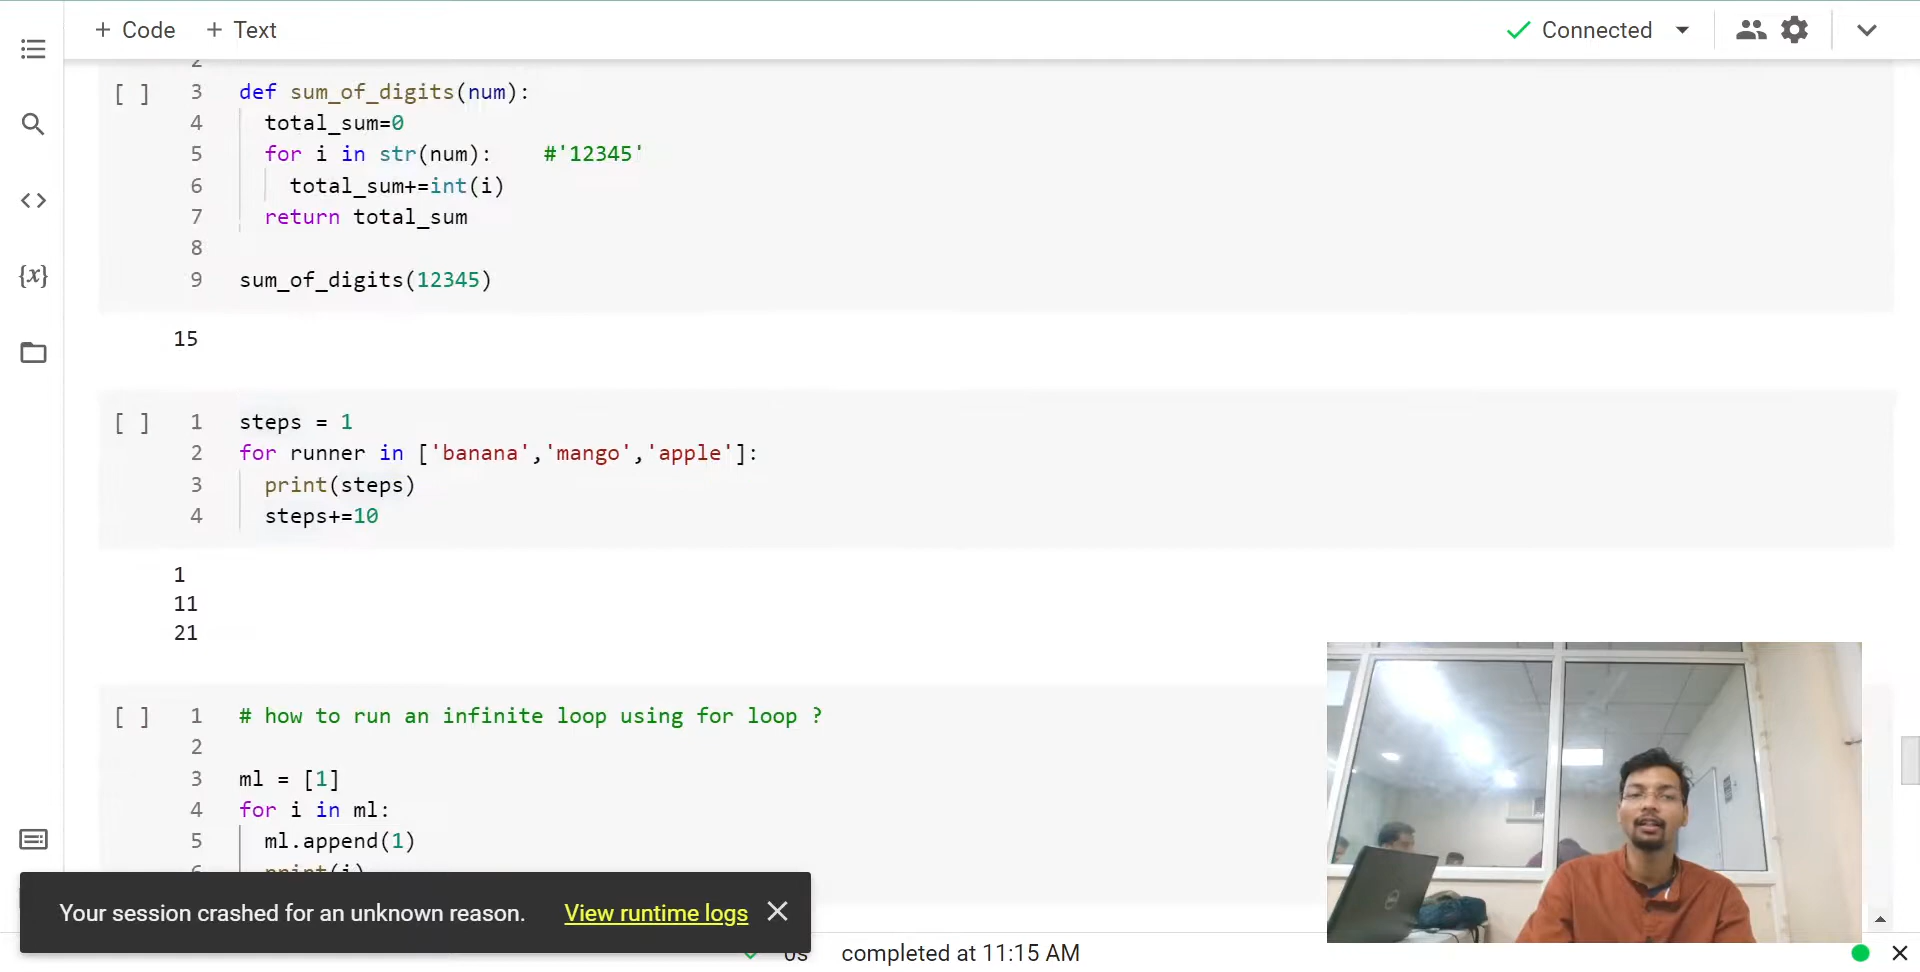 + Code + Text
Connected
2
[ ] 3 def sum_of_digits(num):
4 total_sum=0
5 for i in str(num): #'12345'
6 total_sum+=int(i)
7 return total_sum
8
9 sum_of_digits(12345)
15
[ ] 1 steps = 1
2 for runner in ['banana','mango','apple']:
3 print(steps)
4 steps+=10
1
11
21
[ ] 1 # how to run an infinite loop using for loop ?
2
3 ml = [1]
4 for i in ml:
5 ml.append(1)
6 print(i)
Your session crashed for an unknown reason. View runtime logs
0s completed at 11:15 AM